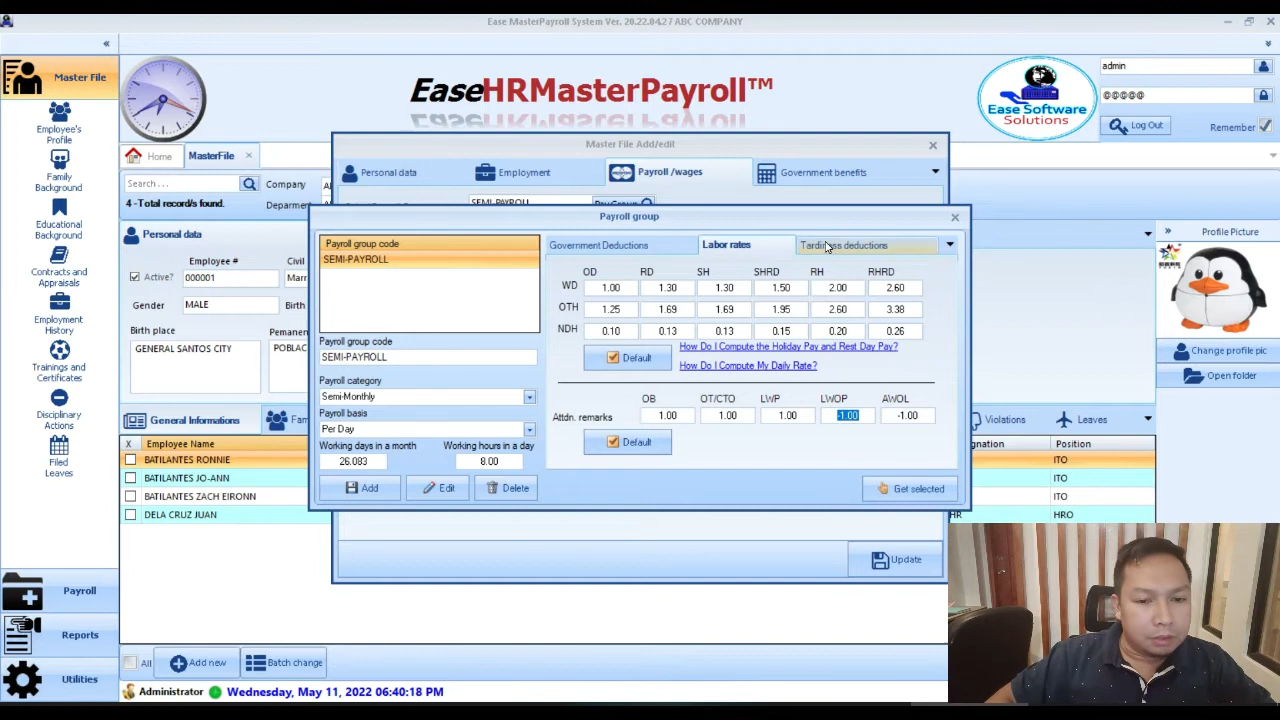 Ease MasterPayroll System Ver. 20.22.04.27 ABC COMPANY
Master File
Employee's Profile
Family Background
Educational Background
Contracts and Appraisals
Employment History
Trainings and Certificates
Disciplinary Actions
Filed Leaves
Payroll
Reports
Utilities
EaseHRMasterPayroll™
Ease Software Solutions
admin
@@@@@
Log Out
Remember
Home
MasterFile
Search . . .
Company
4 -Total record/s found.
Personal data
Employee #
Civil
Active?
000001
Gender
MALE
Birth
Birth place
GENERAL SANTOS CITY
General Informations
X Employee Name
BATILANTES RONNIE
BATILANTES JO-ANN
BATILANTES ZACH EIRONN
DELA CRUZ JUAN
All
Add new
Batch change
Administrator
Wednesday, May 11, 2022 06:40:18 PM
Master File Add/edit
Personal data
Employment
Payroll /wages
Government benefits
Update
Payroll group
Payroll group code
SEMI-PAYROLL
Payroll group code
SEMI-PAYROLL
Payroll category
Semi-Monthly
Payroll basis
Per Day
Working days in a month
Working hours in a day
26.083
8.00
Add
Edit
Delete
Government Deductions
Labor rates
Tardiness deductions
OD RD SH SHRD RH RHRD
WD 1.00 1.30 1.30 1.50 2.00 2.60
OTH 1.25 1.69 1.69 1.95 2.60 3.38
NDH 0.10 0.13 0.13 0.15 0.20 0.26
Default
How Do I Compute the Holiday Pay and Rest Day Pay?
How Do I Compute My Daily Rate?
OB OT/CTO LWP LWOP AWOL
Attdn. remarks 1.00 1.00 1.00 -1.00 -1.00
Default
Get selected
Profile Picture
Change profile pic
Open folder
Violations
Leaves
Position
ITO
ITO
ITO
HR HRO